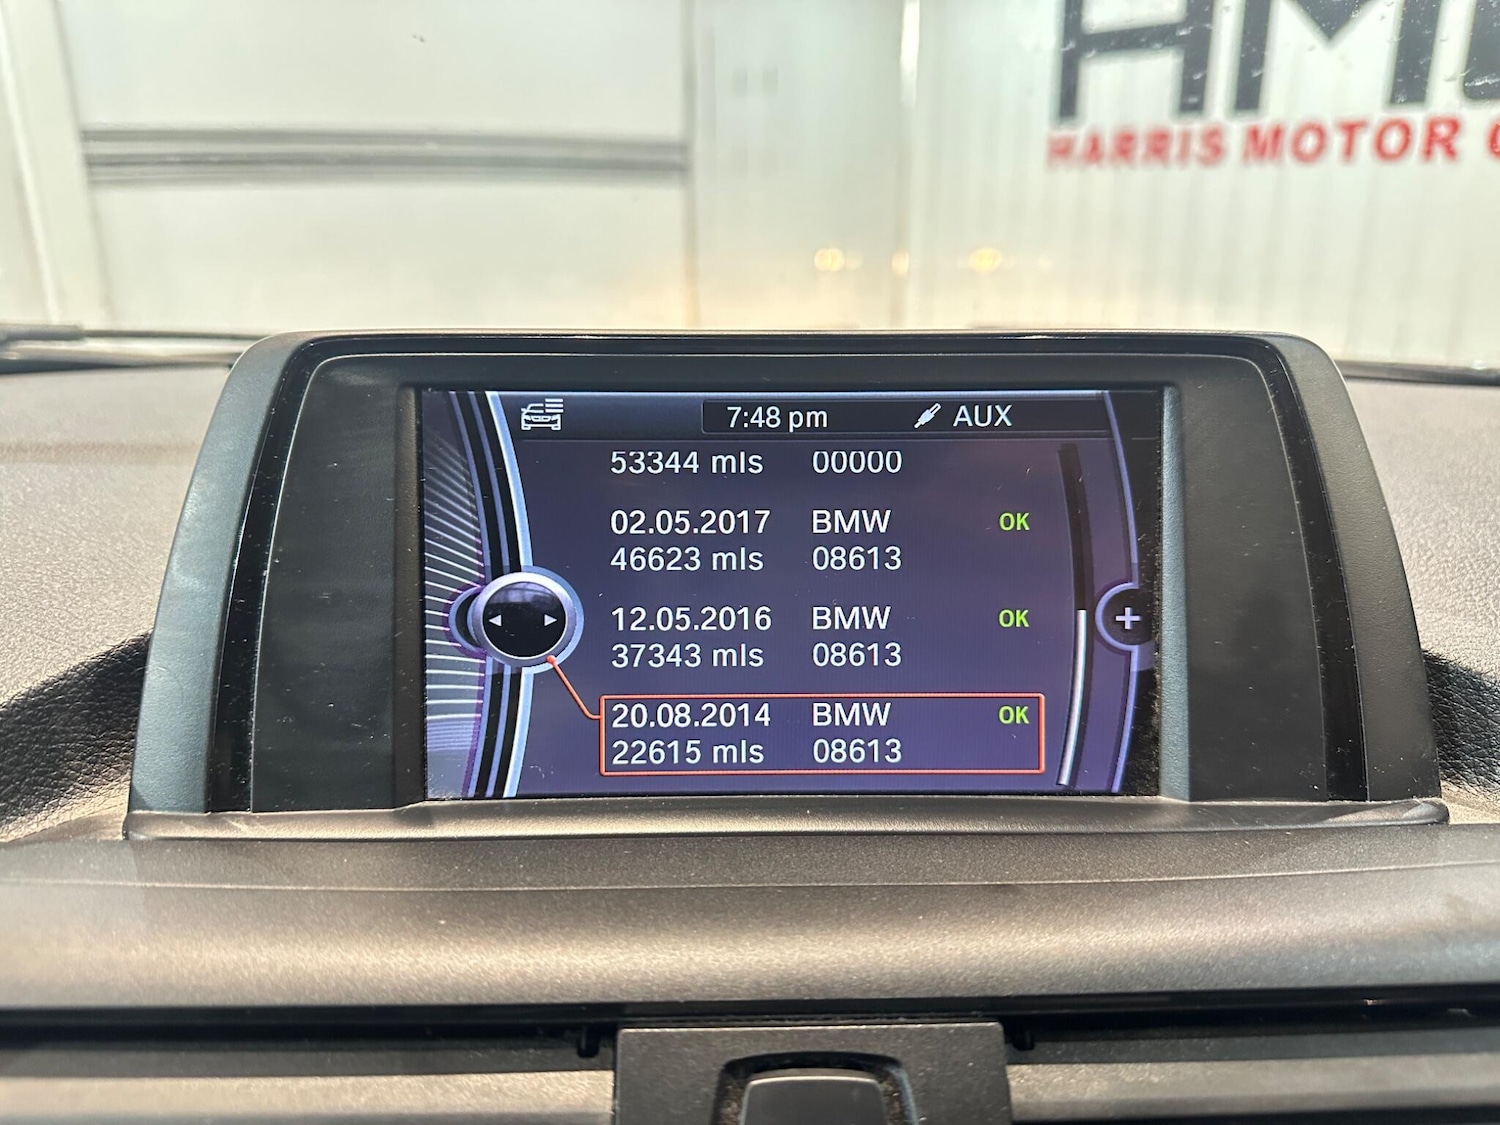 HARRIS MOTOR
7:48 pm AUX
53344 mls 00000
02.05.2017 BMW OK
46623 mls 08613
12.05.2016 BMW OK
37343 mls 08613
20.08.2014 BMW OK
22615 mls 08613